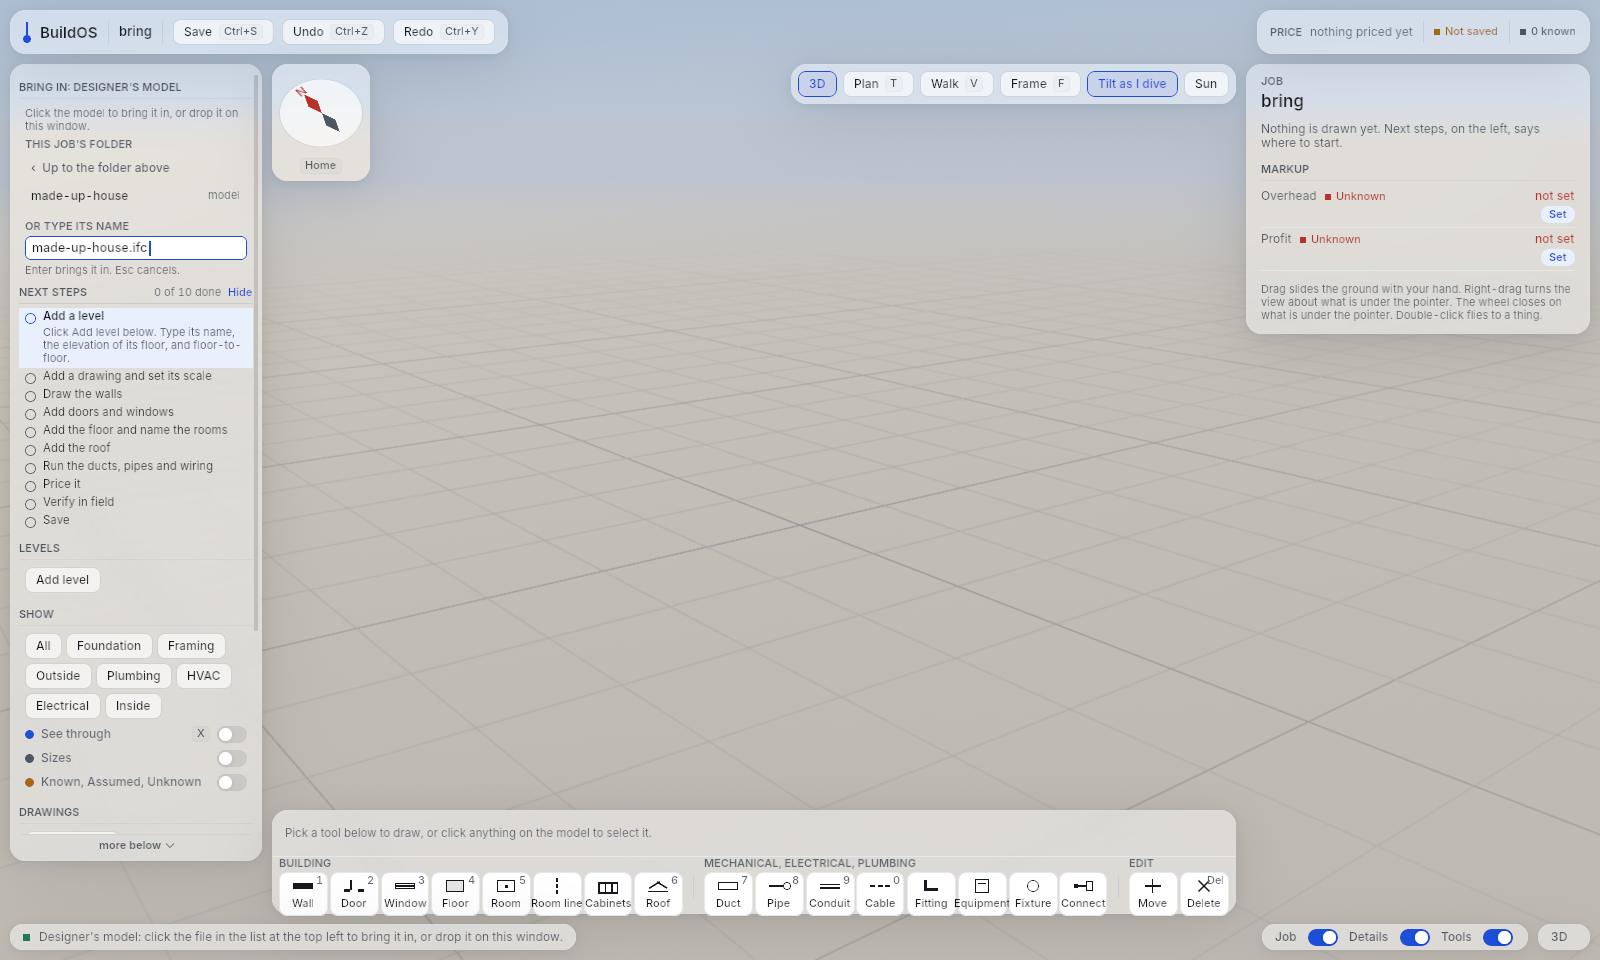 BuildOS
bring
Save Ctrl+S
Undo Ctrl+Z
Redo Ctrl+Y
PRICE nothing priced yet
Not saved
0 known
BRING IN: DESIGNER'S MODEL
Click the model to bring it in, or drop it on
this window.
THIS JOB'S FOLDER
‹ Up to the folder above
made-up-house model
OR TYPE ITS NAME
made-up-house.ifc
Enter brings it in. Esc cancels.
NEXT STEPS 0 of 10 done Hide
Add a level
Click Add level below. Type its name,
the elevation of its floor, and floor-to-
floor.
Add a drawing and set its scale
Draw the walls
Add doors and windows
Add the floor and name the rooms
Add the roof
Run the ducts, pipes and wiring
Price it
Verify in field
Save
LEVELS
Add level
SHOW
All Foundation Framing
Outside Plumbing HVAC
Electrical Inside
See through X
Sizes
Known, Assumed, Unknown
DRAWINGS
more below
N
Home
3D
Plan T
Walk V
Frame F
Tilt as I dive
Sun
JOB
bring
Nothing is drawn yet. Next steps, on the left, says
where to start.
MARKUP
Overhead Unknown not set
Set
Profit Unknown not set
Set
Drag slides the ground with your hand. Right-drag turns the
view about what is under the pointer. The wheel closes on
what is under the pointer. Double-click flies to a thing.
Pick a tool below to draw, or click anything on the model to select it.
BUILDING
Wall 1
Door 2
Window 3
Floor 4
Room 5
Room line
Cabinets
Roof 6
MECHANICAL, ELECTRICAL, PLUMBING
Duct 7
Pipe 8
Conduit 9
Cable 0
Fitting
Equipment
Fixture
Connect
EDIT
Move
Delete Del
Designer's model: click the file in the list at the top left to bring it in, or drop it on this window.
Job Details Tools
3D